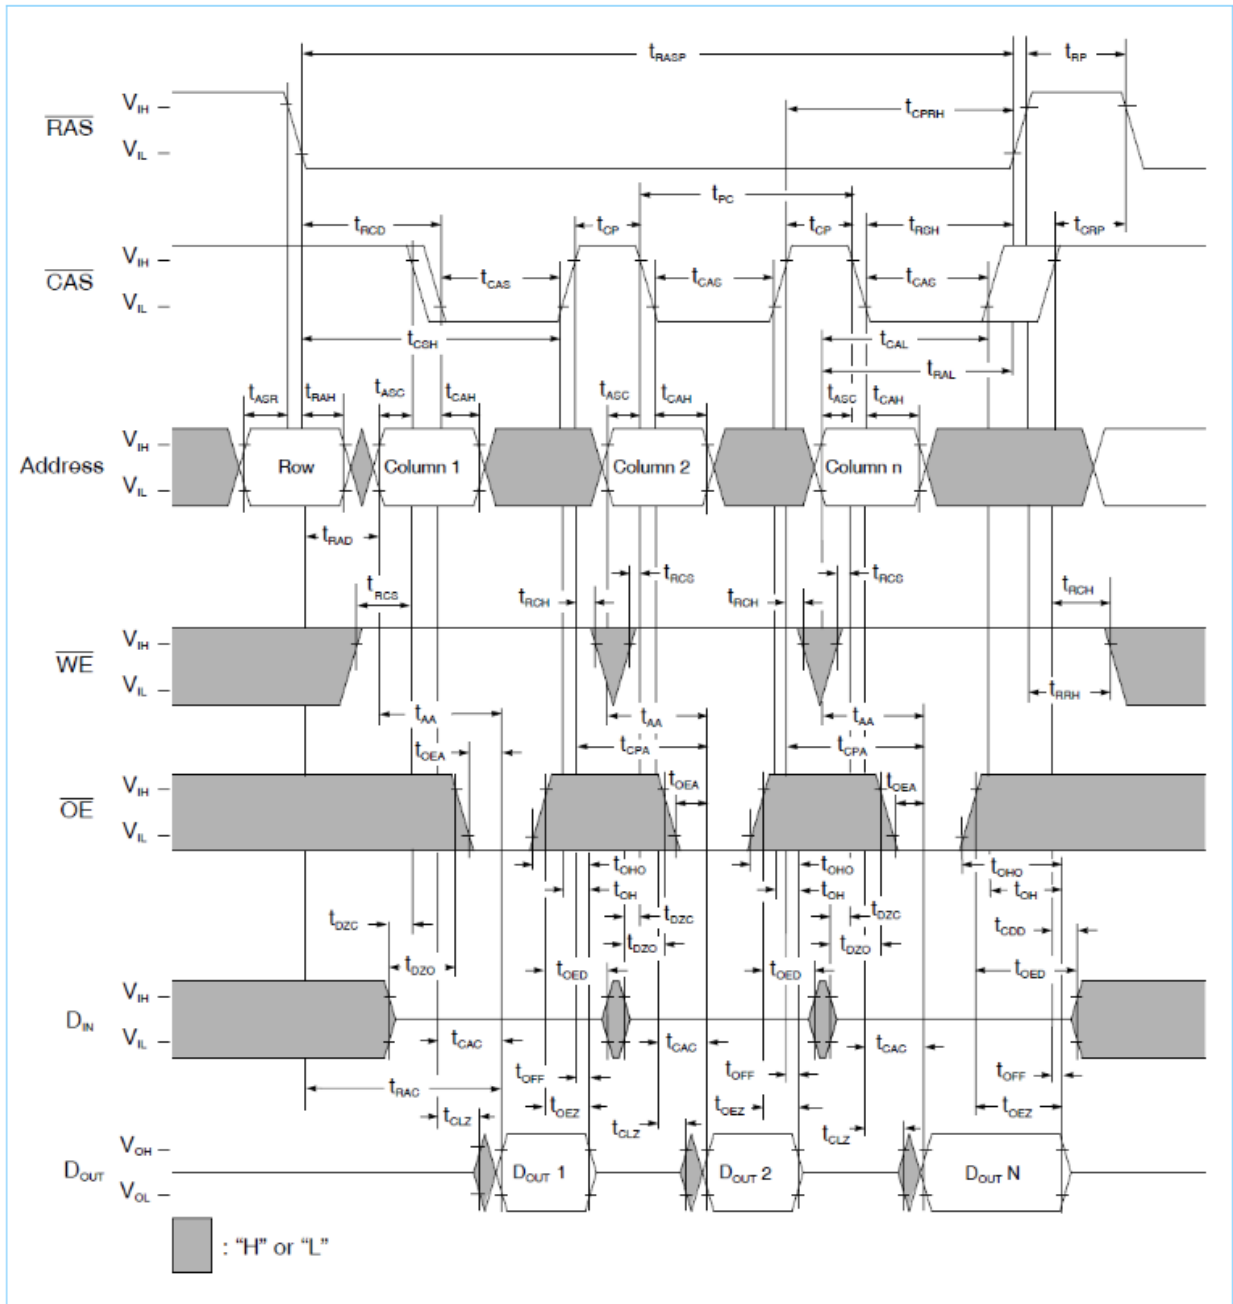 tRASP tRP
VIH tCPRH
RAS
VIL
tPC
tRCD tCP tCP tRSH tCRP
VIH
CAS tCAS tCAS tCAS
VIL
tCSH tCAL
tRAL
tASR tRAH tASC tCAH tASC tCAH tASC tCAH
VIH
Address Row Column 1 Column 2 Column n
VIL
tRAD
tRCS tRCS tRCS
tRCH tRCH tRCH
VIH
WE
VIL
tRRH
tAA tAA tAA
tOEA tCPA tCPA
VIH tOEA tOEA
OE
VIL
tOHO tOHO tOHO
tOH tOH tOH
tDZC tDZC tDZC tCDD
tDZO tDZO tDZO
tOED tOED tOED
VIH
DIN
VIL tCAC tCAC tCAC
tOFF tOFF tOFF
tRAC tOEZ tOEZ tOEZ
tCLZ tCLZ tCLZ
VOH
DOUT DOUT 1 DOUT 2 DOUT N
VOL
: “H” or “L”